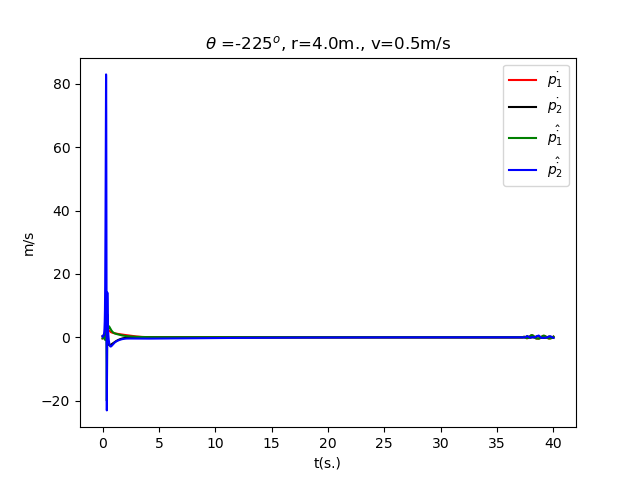 θ =-225°, r=4.0m., v=0.5m/s
80
60
40
20
0
−20
m/s
0 5 10 15 20 25 30 35 40
t(s.)
ṗ₁
ṗ₂
p̂̇₁
p̂̇₂